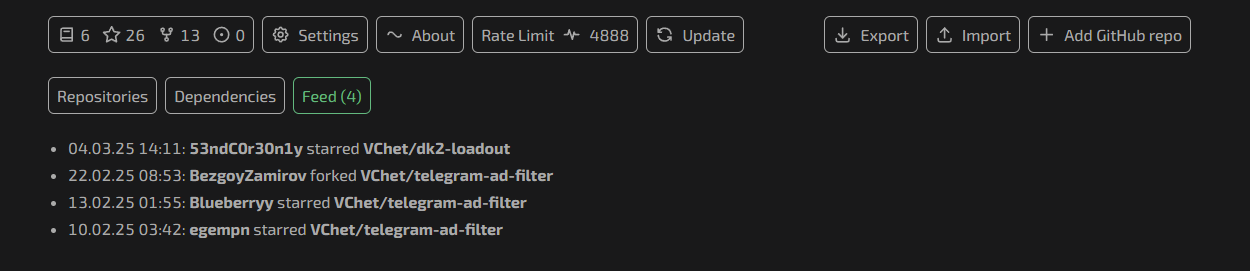 6 26 13 0 Settings About Rate Limit 4888 Update Export Import Add GitHub repo
Repositories Dependencies Feed (4)
• 04.03.25 14:11: 53ndC0r30n1y starred VChet/dk2-loadout
• 22.02.25 08:53: BezgoyZamirov forked VChet/telegram-ad-filter
• 13.02.25 01:55: Blueberryy starred VChet/telegram-ad-filter
• 10.02.25 03:42: egempn starred VChet/telegram-ad-filter